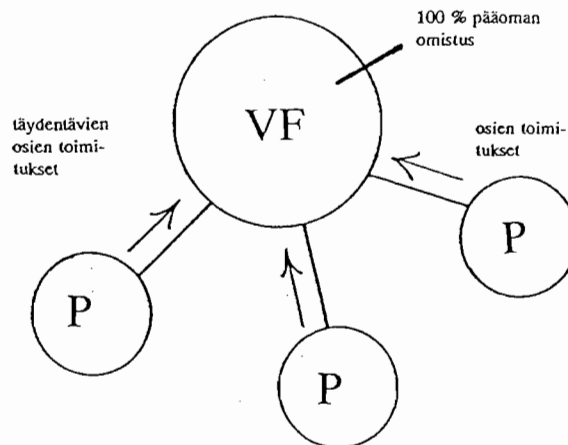 100 % pääoman
omistus
VF
täydentävien
osien toimi-
tukset
osien toimi-
tukset
P
P
P